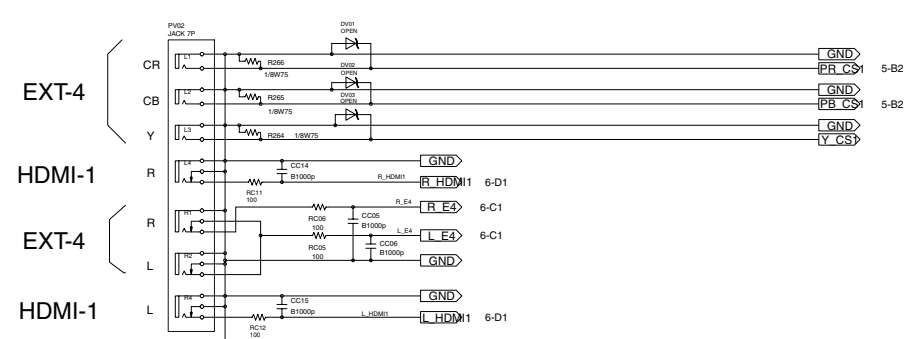 PV02
JACK 7P
DV01
OPEN
EXT-4
CR
L1
R266
1/8W75
GND
PR_CS1 5-B2
DV02
OPEN
CB
L2
R265
1/8W75
GND
PB_CS1 5-B2
DV03
OPEN
Y
L3
R264 1/8W75
GND
Y_CS1
HDMI-1
R
L4
CC14
B1000p
GND
RC11
100
R_HDMI1
R_HDMI1 6-D1
EXT-4
R
R1
RC06
100
R_E4
R_E4 6-C1
CC05
B1000p
L_E4
L_E4 6-C1
RC05
100
CC06
B1000p
L
R2
GND
HDMI-1
L
R4
CC15
B1000p
GND
RC12
100
L_HDMI1
L_HDMI1 6-D1